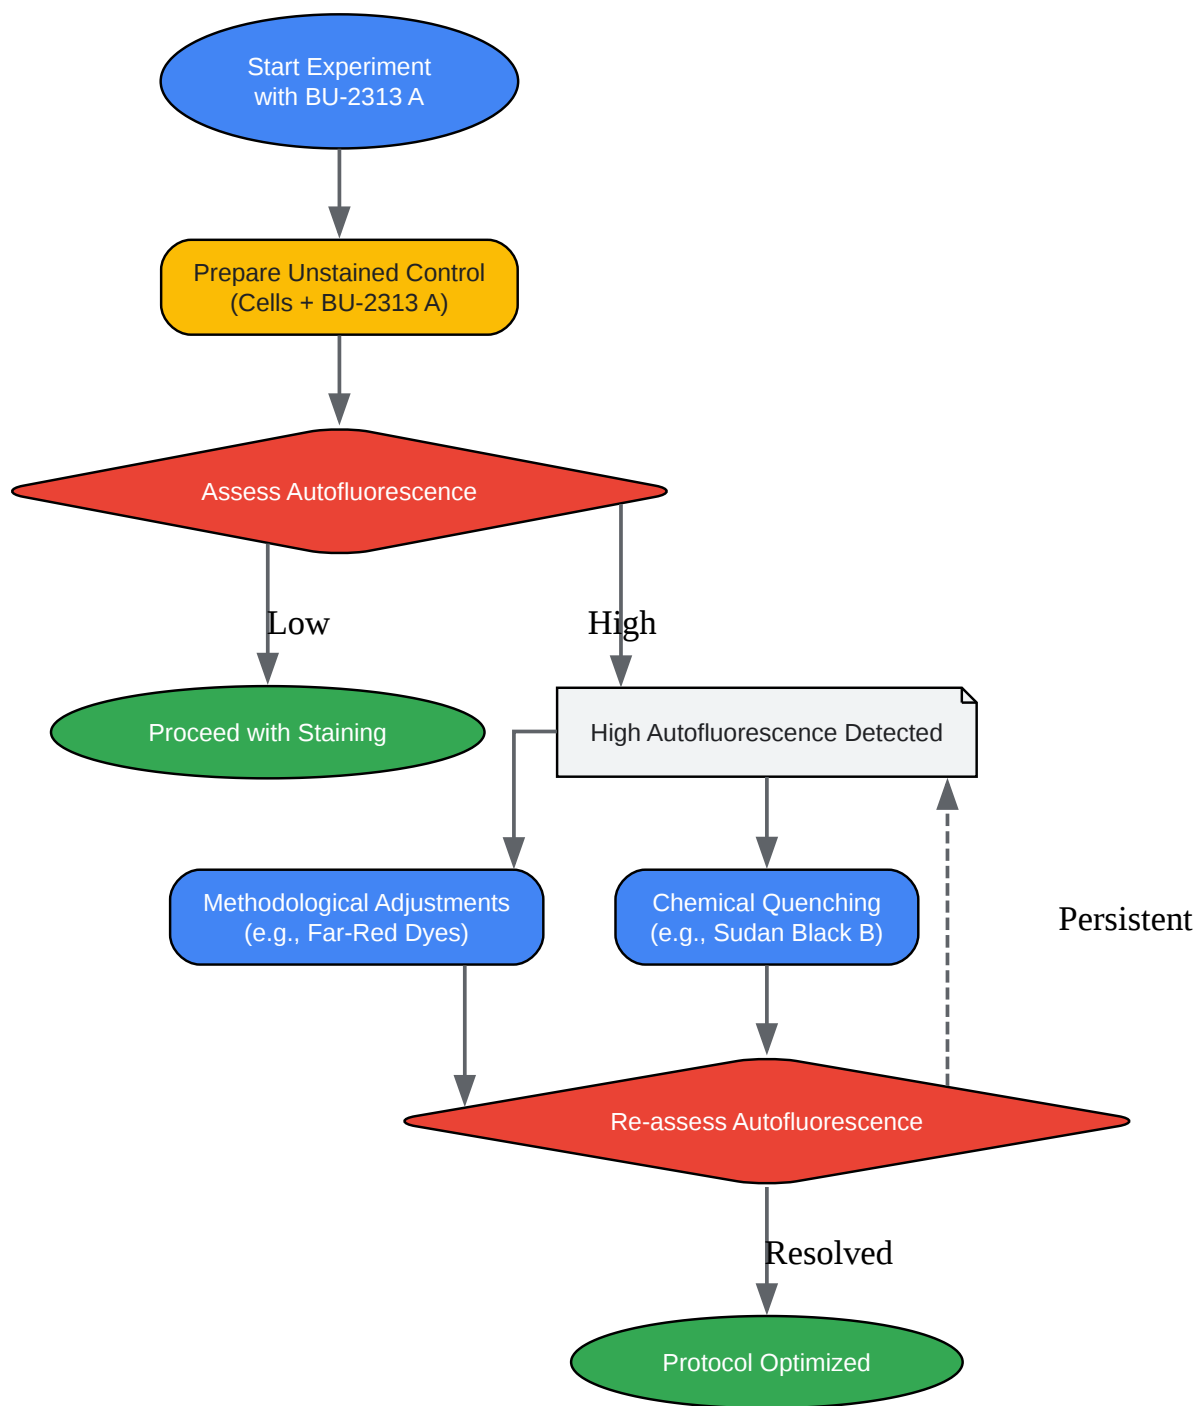 Start Experiment
with BU-2313 A
Prepare Unstained Control
(Cells + BU-2313 A)
Assess Autofluorescence
Low
High
Proceed with Staining
High Autofluorescence Detected
Methodological Adjustments
(e.g., Far-Red Dyes)
Chemical Quenching
(e.g., Sudan Black B)
Persistent
Re-assess Autofluorescence
Resolved
Protocol Optimized